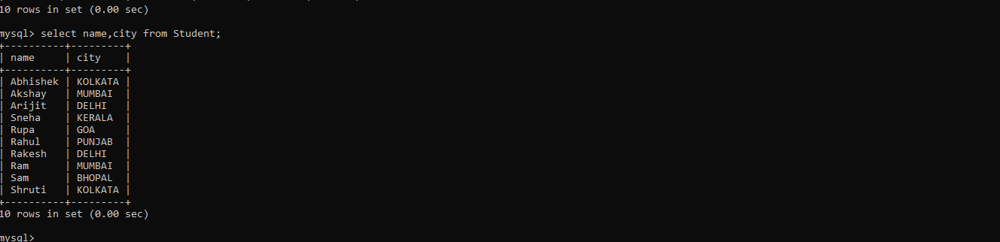 10 rows in set (0.00 sec)
mysql> select name,city from Student;
+----------+---------+
| name     | city    |
+----------+---------+
| Abhishek | KOLKATA |
| Akshay   | MUMBAI  |
| Arijit   | DELHI   |
| Sneha    | KERALA  |
| Rupa     | GOA     |
| Rahul    | PUNJAB  |
| Rakesh   | DELHI   |
| Ram      | MUMBAI  |
| Sam      | BHOPAL  |
| Shruti   | KOLKATA |
+----------+---------+
10 rows in set (0.00 sec)
mysql>